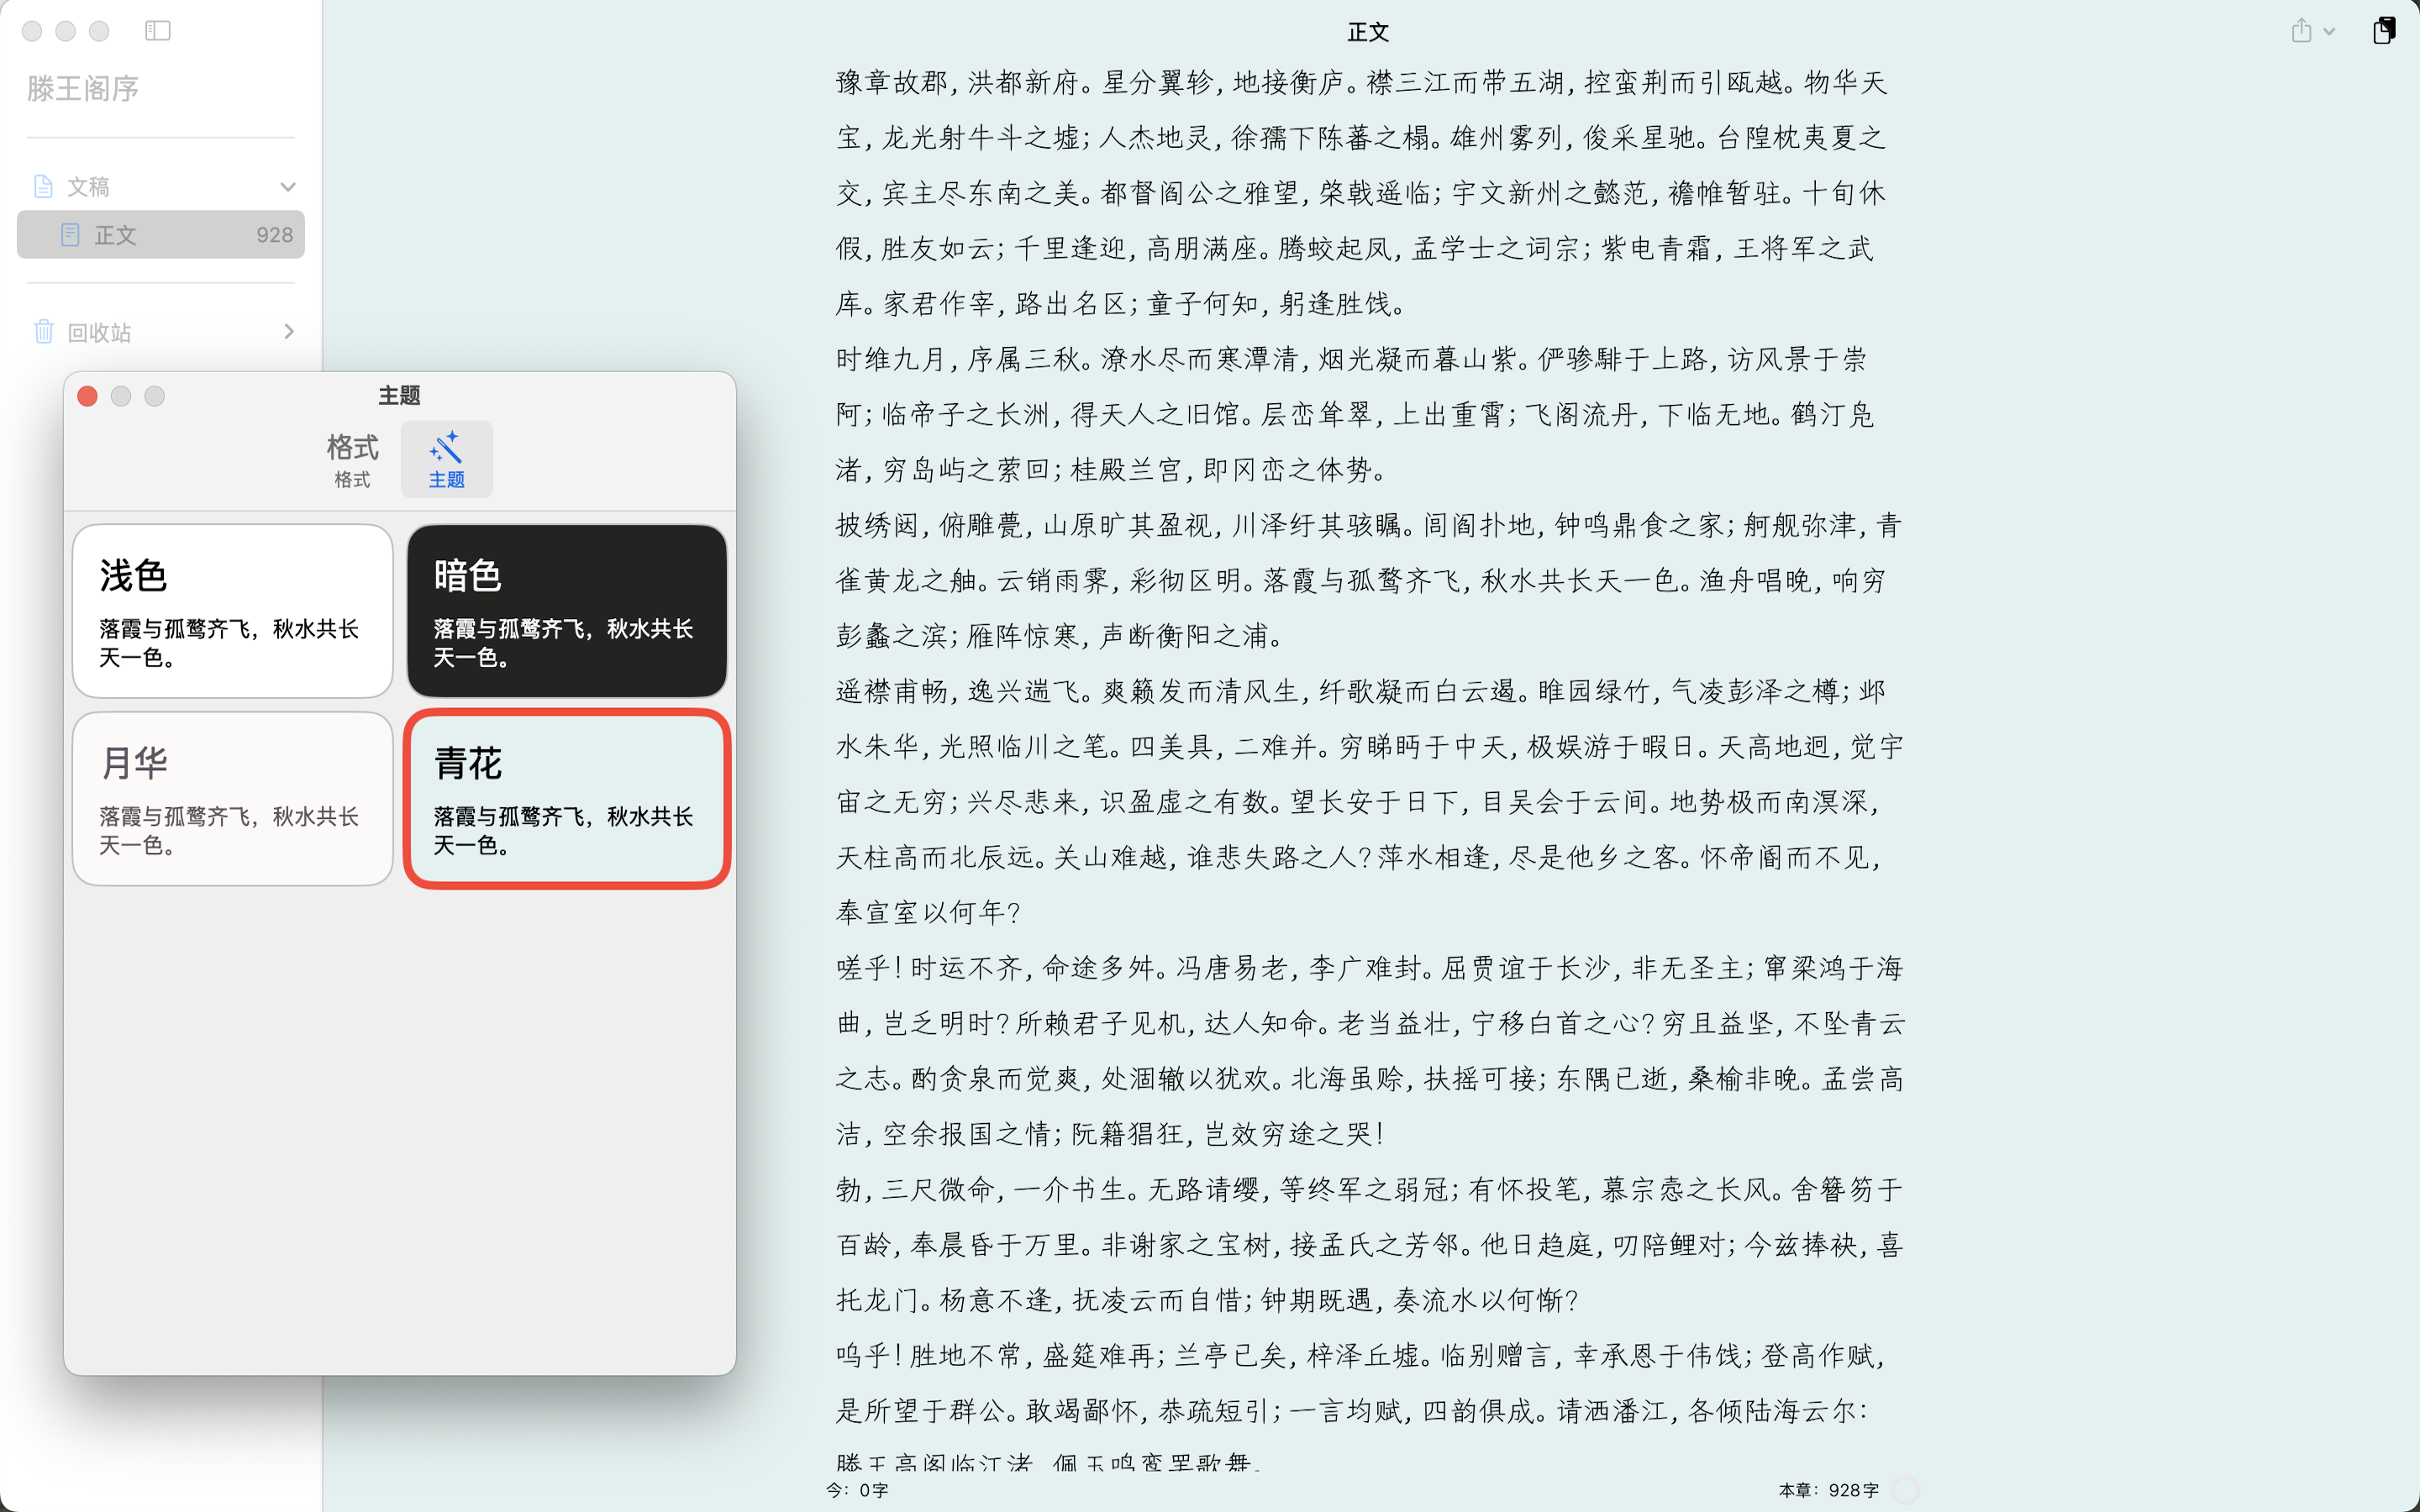 正文
滕王阁序
文稿
正文 928
回收站
主题
格式
格式
主题
浅色
落霞与孤鹜齐飞，秋水共长
天一色。
暗色
落霞与孤鹜齐飞，秋水共长
天一色。
月华
落霞与孤鹜齐飞，秋水共长
天一色。
青花
落霞与孤鹜齐飞，秋水共长
天一色。
豫章故郡，洪都新府。星分翼轸，地接衡庐。襟三江而带五湖，控蛮荆而引瓯越。物华天
宝，龙光射牛斗之墟；人杰地灵，徐孺下陈蕃之榻。雄州雾列，俊采星驰。台隍枕夷夏之
交，宾主尽东南之美。都督阎公之雅望，棨戟遥临；宇文新州之懿范，襜帷暂驻。十旬休
假，胜友如云；千里逢迎，高朋满座。腾蛟起凤，孟学士之词宗；紫电青霜，王将军之武
库。家君作宰，路出名区；童子何知，躬逢胜饯。
时维九月，序属三秋。潦水尽而寒潭清，烟光凝而暮山紫。俨骖騑于上路，访风景于崇
阿；临帝子之长洲，得天人之旧馆。层峦耸翠，上出重霄；飞阁流丹，下临无地。鹤汀凫
渚，穷岛屿之萦回；桂殿兰宫，即冈峦之体势。
披绣闼，俯雕甍，山原旷其盈视，川泽纡其骇瞩。闾阎扑地，钟鸣鼎食之家；舸舰弥津，青
雀黄龙之舳。云销雨霁，彩彻区明。落霞与孤鹜齐飞，秋水共长天一色。渔舟唱晚，响穷
彭蠡之滨；雁阵惊寒，声断衡阳之浦。
遥襟甫畅，逸兴遄飞。爽籁发而清风生，纤歌凝而白云遏。睢园绿竹，气凌彭泽之樽；邺
水朱华，光照临川之笔。四美具，二难并。穷睇眄于中天，极娱游于暇日。天高地迥，觉宇
宙之无穷；兴尽悲来，识盈虚之有数。望长安于日下，目吴会于云间。地势极而南溟深，
天柱高而北辰远。关山难越，谁悲失路之人？萍水相逢，尽是他乡之客。怀帝阍而不见，
奉宣室以何年？
嗟乎！时运不齐，命途多舛。冯唐易老，李广难封。屈贾谊于长沙，非无圣主；窜梁鸿于海
曲，岂乏明时？所赖君子见机，达人知命。老当益壮，宁移白首之心？穷且益坚，不坠青云
之志。酌贪泉而觉爽，处涸辙以犹欢。北海虽赊，扶摇可接；东隅已逝，桑榆非晚。孟尝高
洁，空余报国之情；阮籍猖狂，岂效穷途之哭！
勃，三尺微命，一介书生。无路请缨，等终军之弱冠；有怀投笔，慕宗悫之长风。舍簪笏于
百龄，奉晨昏于万里。非谢家之宝树，接孟氏之芳邻。他日趋庭，叨陪鲤对；今兹捧袂，喜
托龙门。杨意不逢，抚凌云而自惜；钟期既遇，奏流水以何惭？
呜乎！胜地不常，盛筵难再；兰亭已矣，梓泽丘墟。临别赠言，幸承恩于伟饯；登高作赋，
是所望于群公。敢竭鄙怀，恭疏短引；一言均赋，四韵俱成。请洒潘江，各倾陆海云尔：
滕王高阁临江渚，佩玉鸣鸾罢歌舞。
今：0字
本章：928字